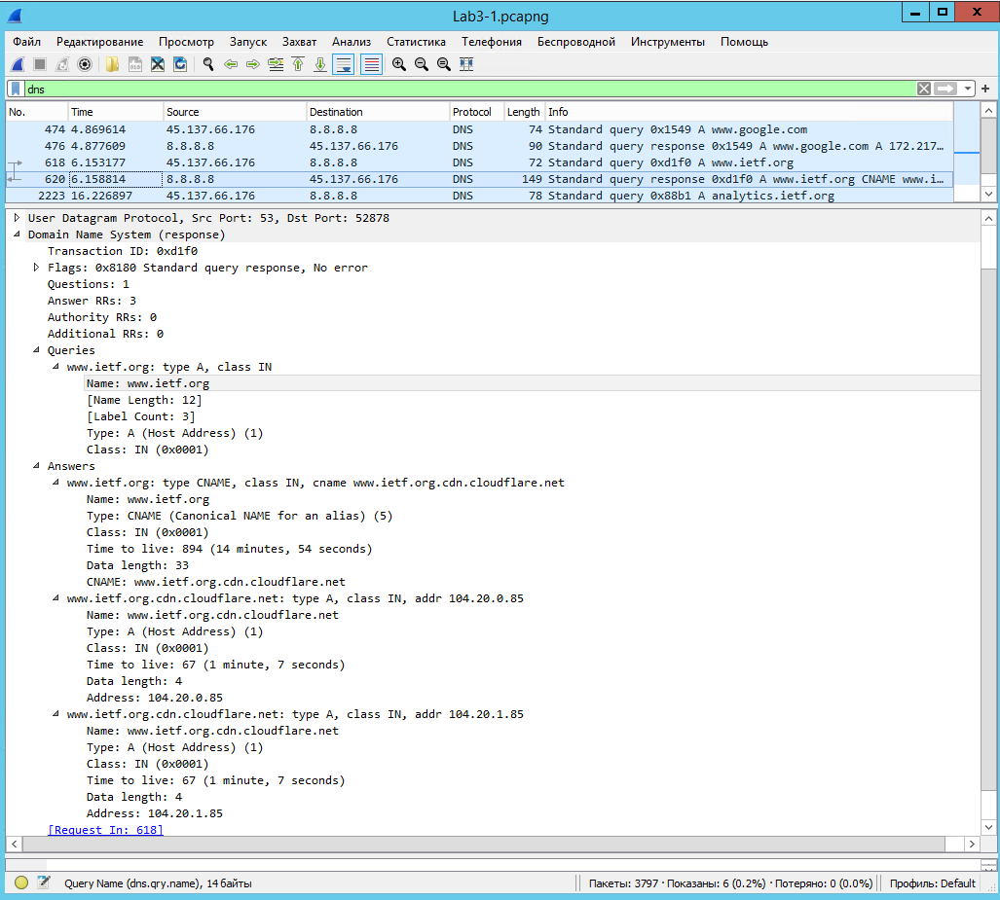 Lab3-1.pcapng
Файл Редактирование Просмотр Запуск Захват Анализ Статистика Телефония Беспроводной Инструменты Помощь
dns
No. Time Source Destination Protocol Length Info
474 4.869614 45.137.66.176 8.8.8.8 DNS 74 Standard query 0x1549 A www.google.com
476 4.877609 8.8.8.8 45.137.66.176 DNS 90 Standard query response 0x1549 A www.google.com A 172.217…
618 6.153177 45.137.66.176 8.8.8.8 DNS 72 Standard query 0xd1f0 A www.ietf.org
620 6.158814 8.8.8.8 45.137.66.176 DNS 149 Standard query response 0xd1f0 A www.ietf.org CNAME www.i…
2223 16.226897 45.137.66.176 8.8.8.8 DNS 78 Standard query 0x88b1 A analytics.ietf.org
User Datagram Protocol, Src Port: 53, Dst Port: 52878
Domain Name System (response)
Transaction ID: 0xd1f0
Flags: 0x8180 Standard query response, No error
Questions: 1
Answer RRs: 3
Authority RRs: 0
Additional RRs: 0
Queries
www.ietf.org: type A, class IN
Name: www.ietf.org
[Name Length: 12]
[Label Count: 3]
Type: A (Host Address) (1)
Class: IN (0x0001)
Answers
www.ietf.org: type CNAME, class IN, cname www.ietf.org.cdn.cloudflare.net
Name: www.ietf.org
Type: CNAME (Canonical NAME for an alias) (5)
Class: IN (0x0001)
Time to live: 894 (14 minutes, 54 seconds)
Data length: 33
CNAME: www.ietf.org.cdn.cloudflare.net
www.ietf.org.cdn.cloudflare.net: type A, class IN, addr 104.20.0.85
Name: www.ietf.org.cdn.cloudflare.net
Type: A (Host Address) (1)
Class: IN (0x0001)
Time to live: 67 (1 minute, 7 seconds)
Data length: 4
Address: 104.20.0.85
www.ietf.org.cdn.cloudflare.net: type A, class IN, addr 104.20.1.85
Name: www.ietf.org.cdn.cloudflare.net
Type: A (Host Address) (1)
Class: IN (0x0001)
Time to live: 67 (1 minute, 7 seconds)
Data length: 4
Address: 104.20.1.85
[Request In: 618]
Query Name (dns.qry.name), 14 байты Пакеты: 3797 · Показаны: 6 (0.2%) · Потеряно: 0 (0.0%) Профиль: Default